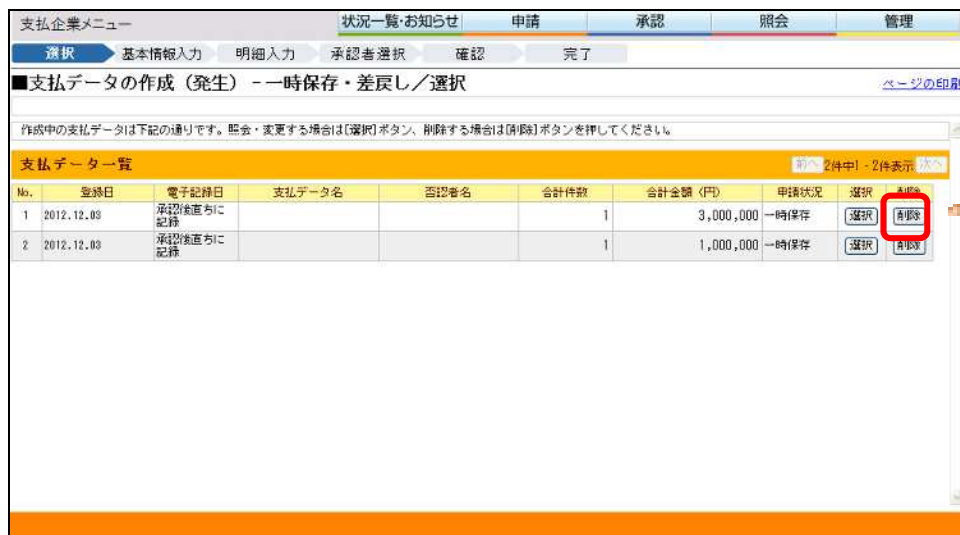 支払企業メニュー 状況一覧・お知らせ 申請 承認 照会 管理
選択 基本情報入力 明細入力 承認者選択 確認 完了
■支払データの作成（発生） －一時保存・差戻し／選択
ページの印刷
作成中の支払データは下記の通りです。照会・変更する場合は[選択]ボタン、削除する場合は[削除]ボタンを押してください。
支払データ一覧 前へ 2件中1 - 2件表示 次へ
No. 登録日 電子記録日 支払データ名 否認者名 合計件数 合計金額（円） 申請状況 選択 削除
1 2012.12.03 承認後直ちに記録 1 3,000,000 一時保存 選択 削除
2 2012.12.03 承認後直ちに記録 1 1,000,000 一時保存 選択 削除